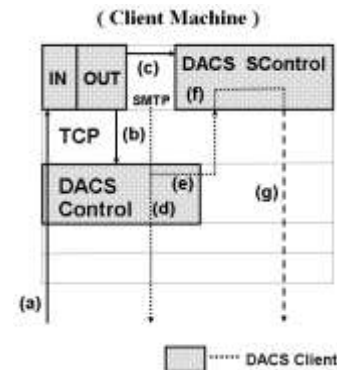 ( Client Machine )
IN OUT (c) DACS SControl
SMTP (f)
TCP (b)
DACS Control (e)
(d) (g)
(a)
DACS Client